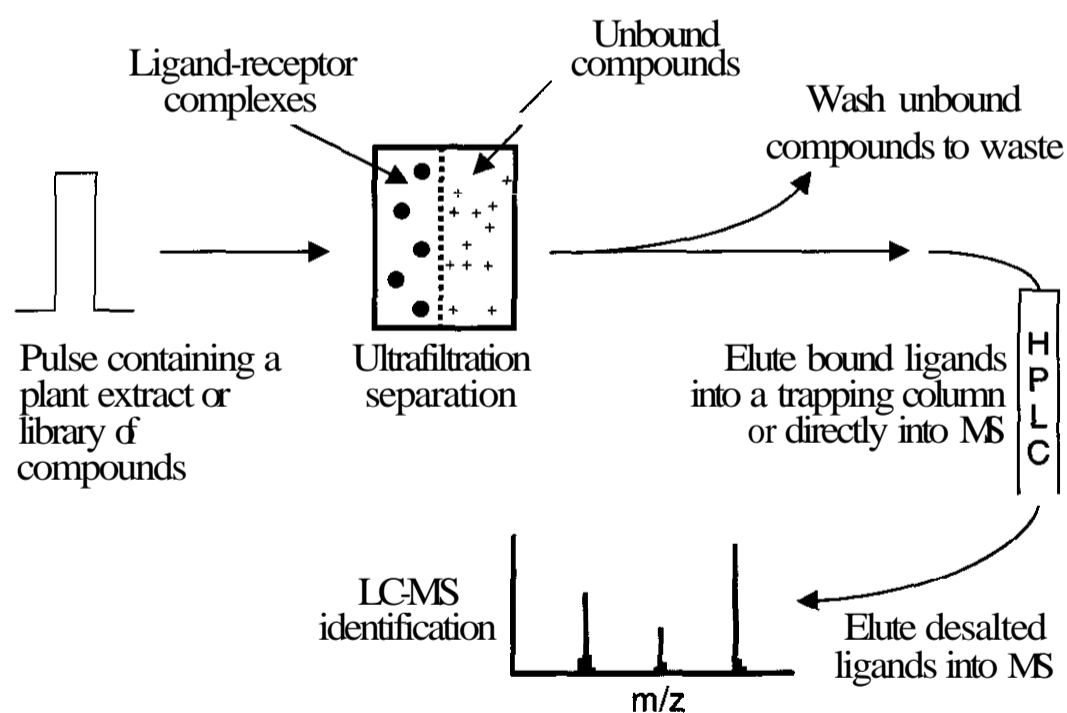 Ligand-receptor
complexes
Unbound
compounds
Wash unbound
compounds to waste
Pulse containing a
plant extract or
library of
compounds
Ultrafiltration
separation
Elute bound ligands
into a trapping column
or directly into MS
H
P
L
C
LC-MS
identification
Elute desalted
ligands into MS
m/z